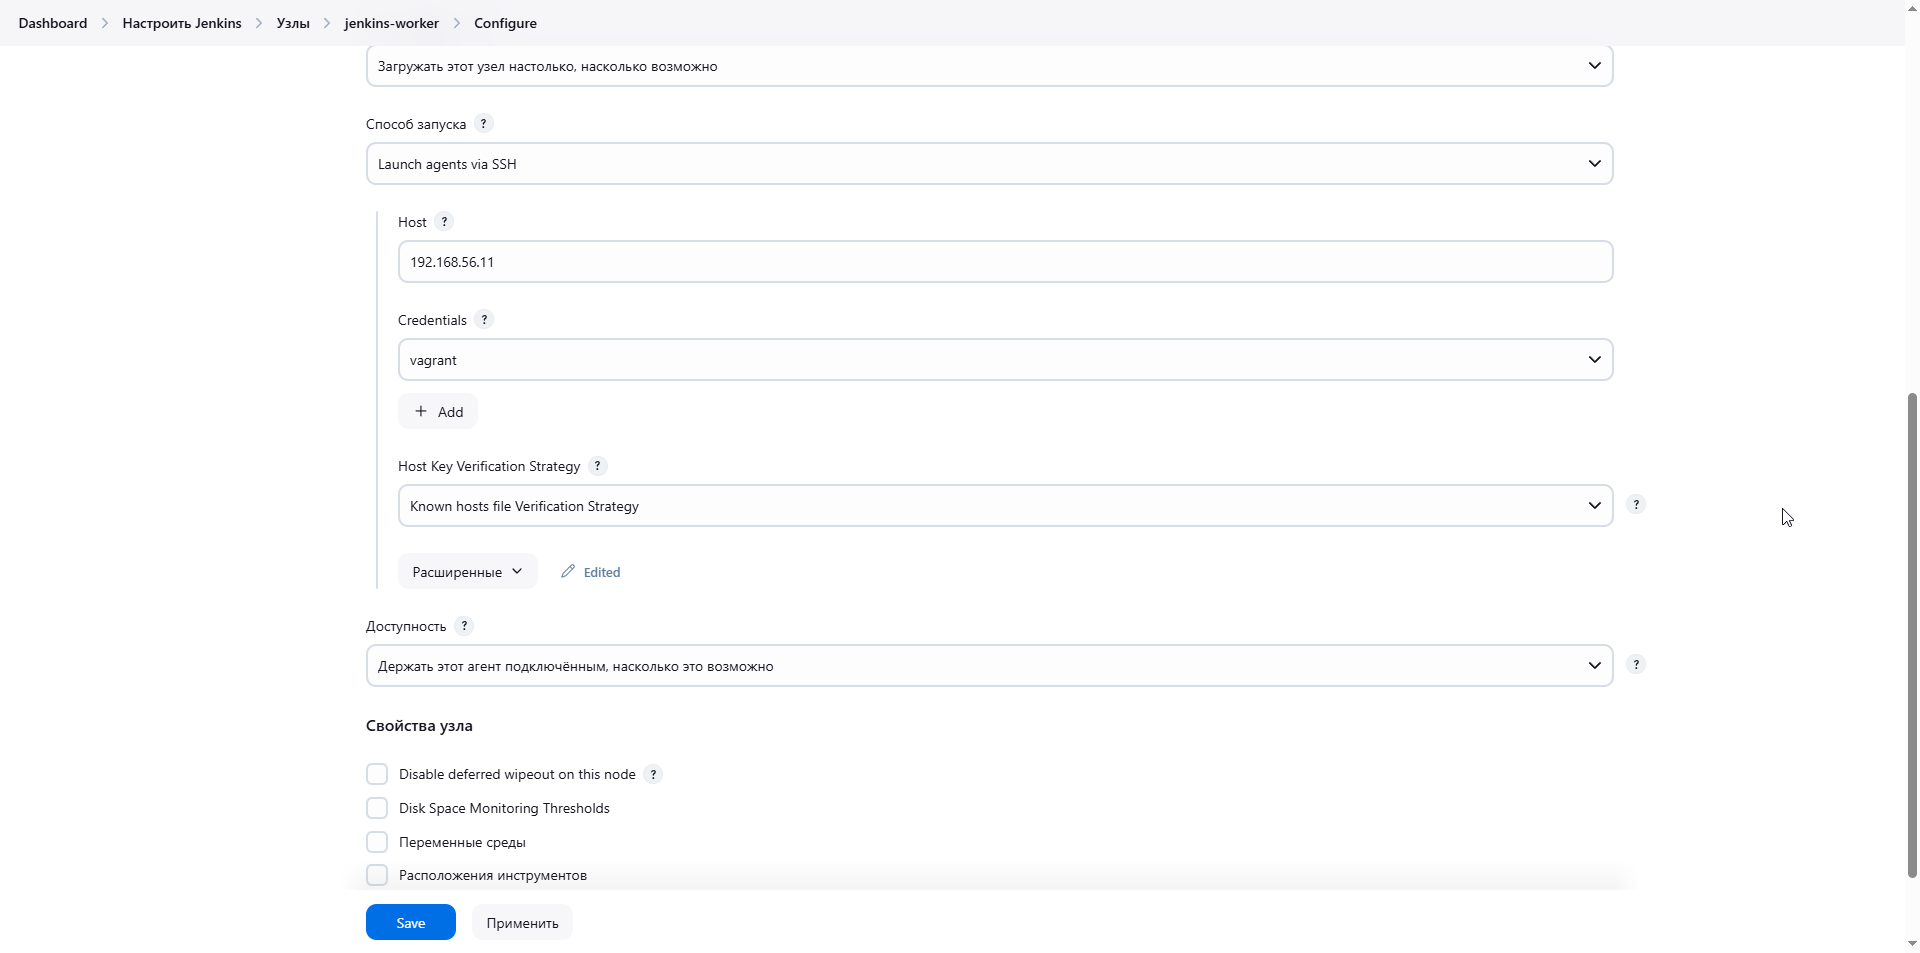 Dashboard > Настроить Jenkins > Узлы > jenkins-worker > Configure
Загружать этот узел настолько, насколько возможно
Способ запуска ?
Launch agents via SSH
Host ?
192.168.56.11
Credentials ?
vagrant
+ Add
Host Key Verification Strategy ?
Known hosts file Verification Strategy ?
Расширенные Edited
Доступность ?
Держать этот агент подключённым, насколько это возможно ?
Свойства узла
Disable deferred wipeout on this node ?
Disk Space Monitoring Thresholds
Переменные среды
Расположения инструментов
Save Применить